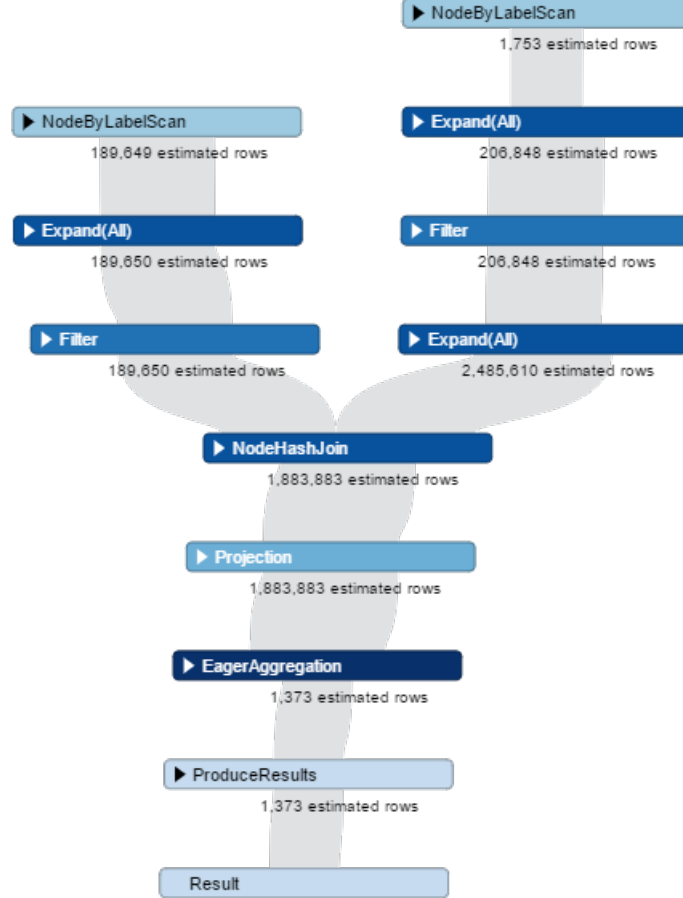 NodeByLabelScan
1,753 estimated rows
NodeByLabelScan
189,649 estimated rows
Expand(All)
206,848 estimated rows
Expand(All)
189,650 estimated rows
Filter
206,848 estimated rows
Filter
189,650 estimated rows
Expand(All)
2,485,610 estimated rows
NodeHashJoin
1,883,883 estimated rows
Projection
1,883,883 estimated rows
EagerAggregation
1,373 estimated rows
ProduceResults
1,373 estimated rows
Result